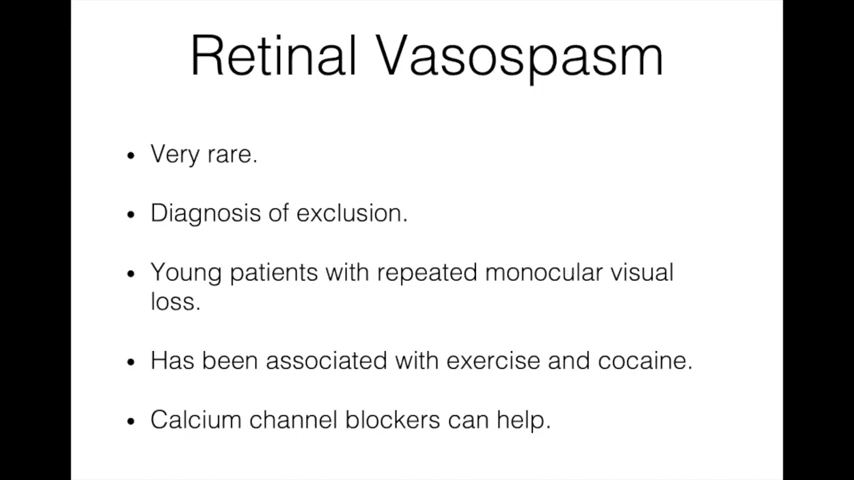 Retinal Vasospasm
• Very rare.
• Diagnosis of exclusion.
• Young patients with repeated monocular visual
loss.
• Has been associated with exercise and cocaine.
• Calcium channel blockers can help.